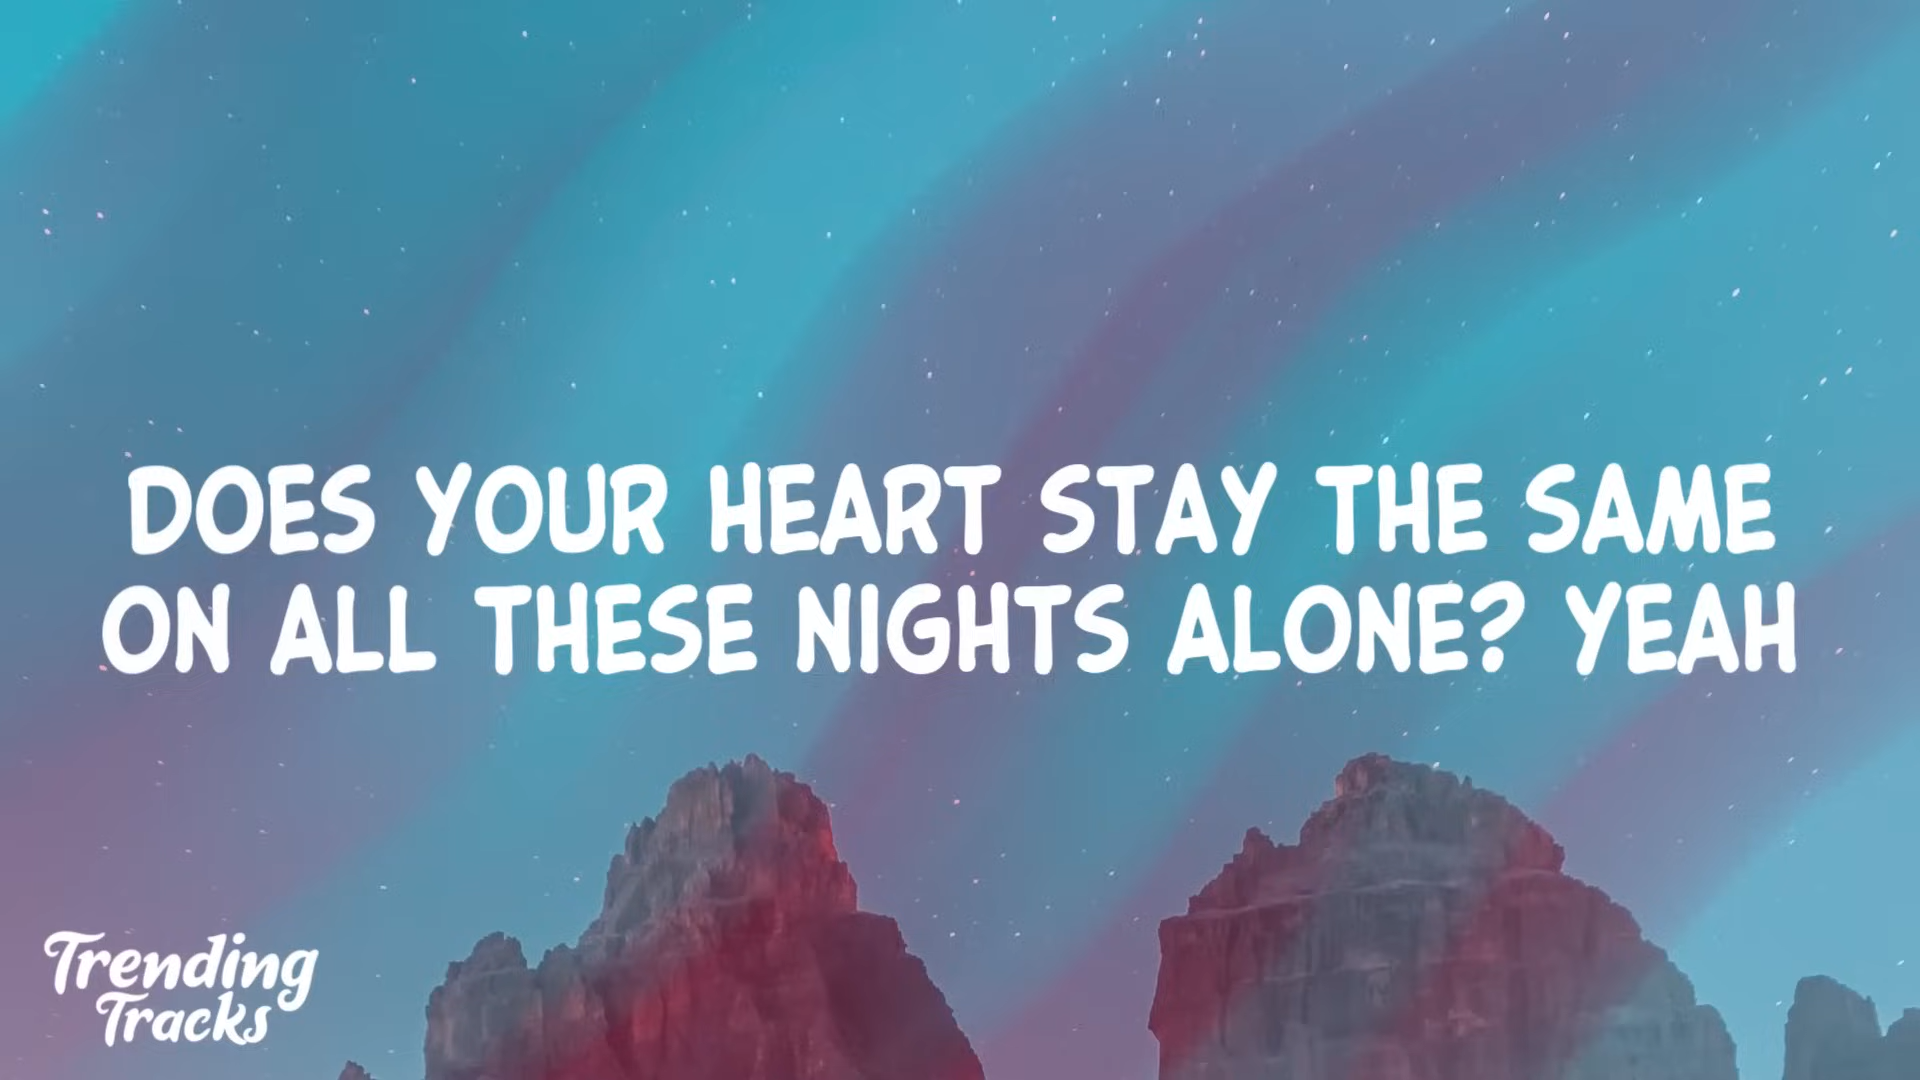 DOES YOUR HEART STAY THE SAME
ON ALL THESE NIGHTS ALONE? YEAH
Trending
Tracks